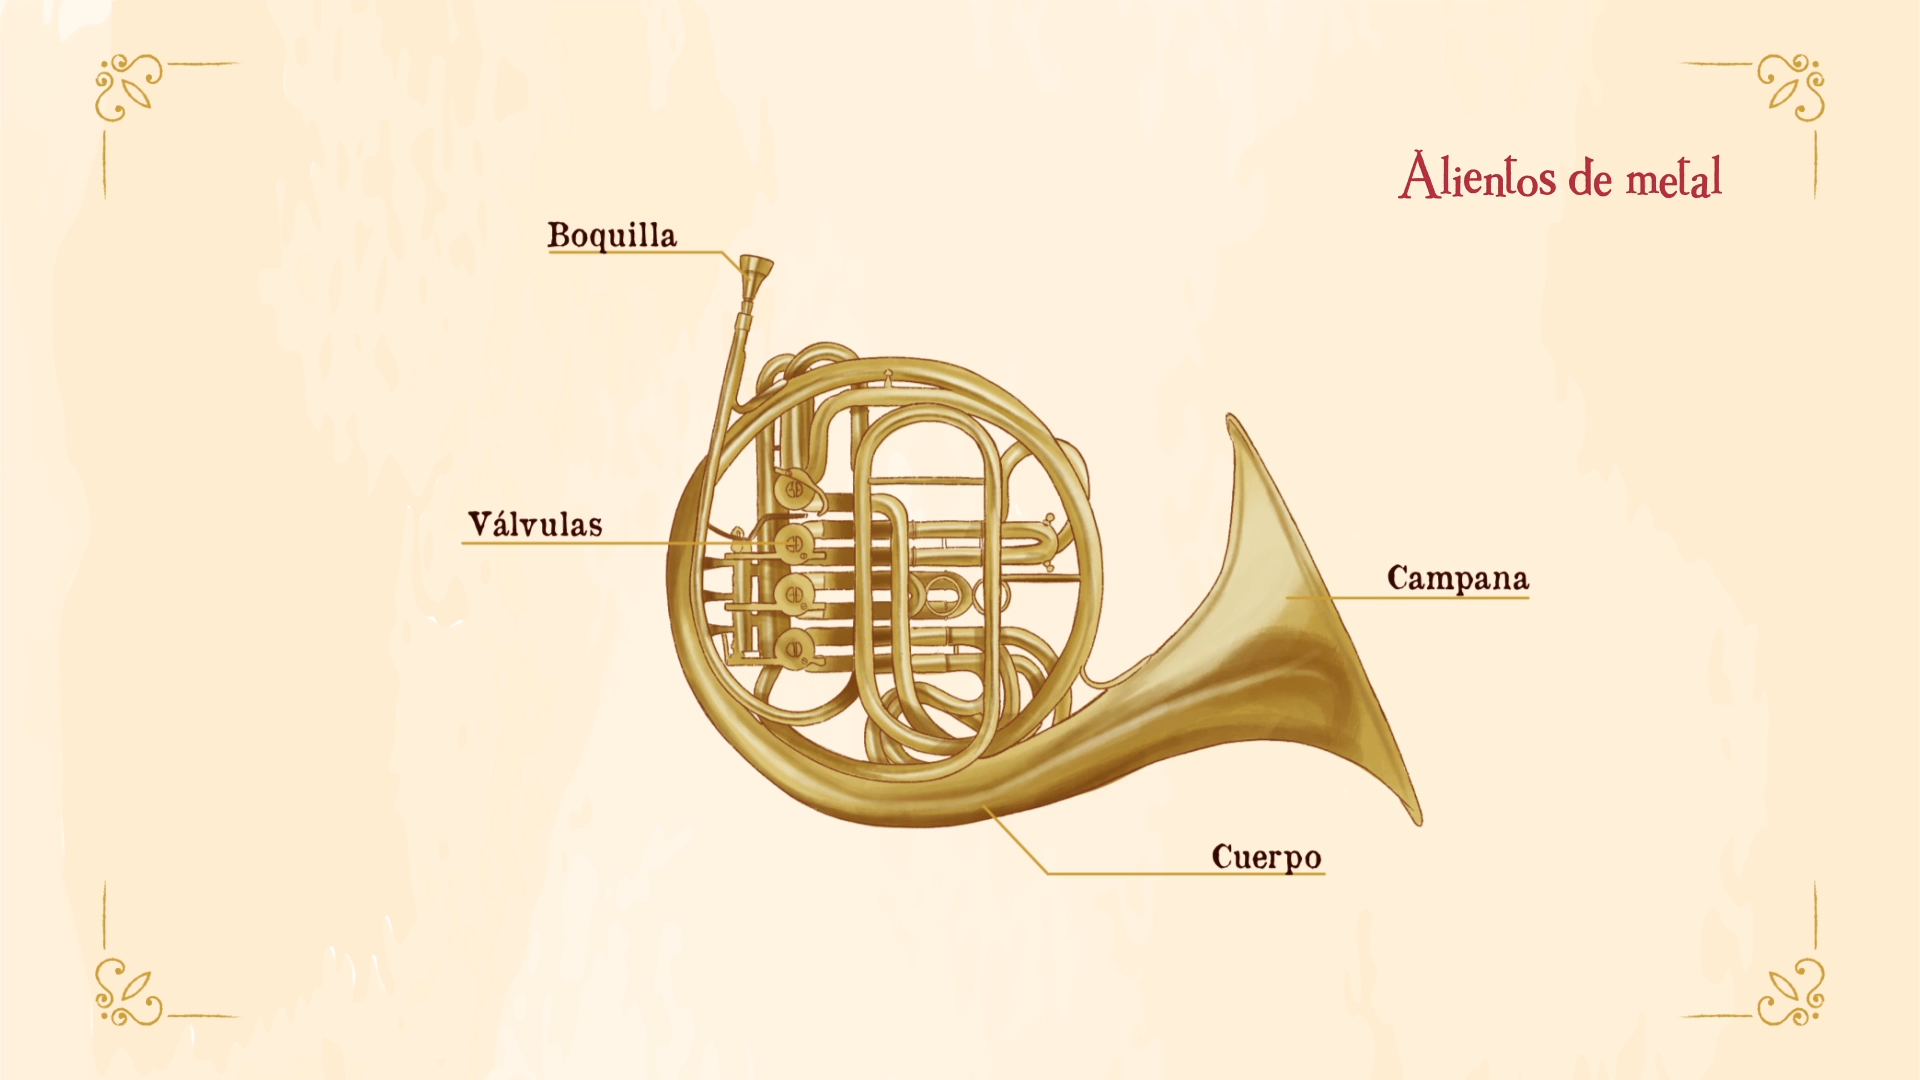 Alientos de metal
Boquilla
Válvulas
Campana
Cuerpo